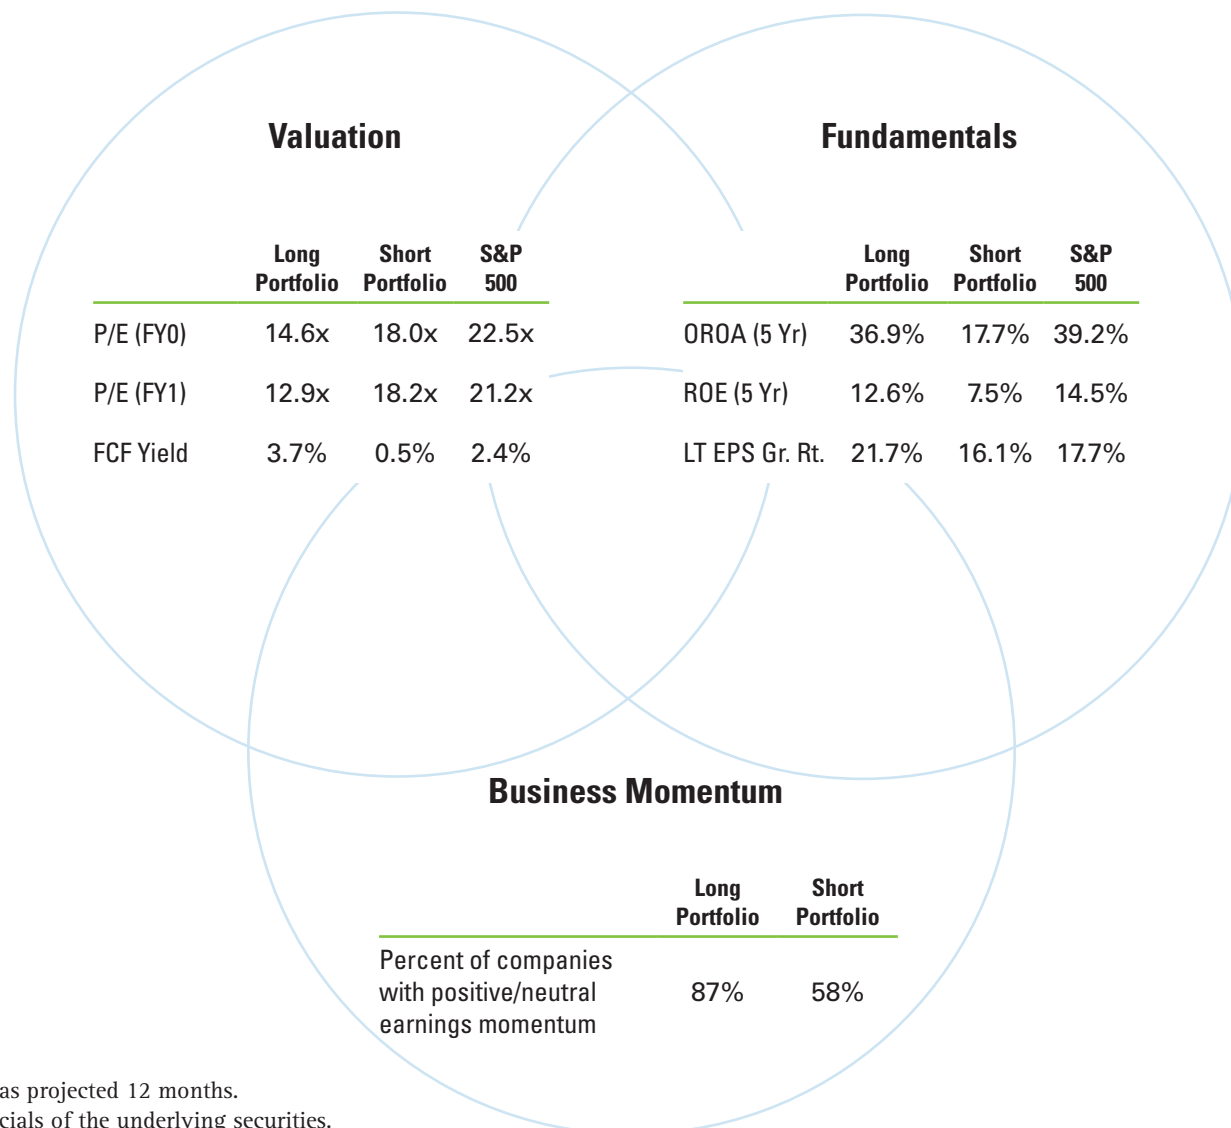 Valuation
Long Portfolio Short Portfolio S&P 500
P/E (FY0) 14.6x 18.0x 22.5x
P/E (FY1) 12.9x 18.2x 21.2x
FCF Yield 3.7% 0.5% 2.4%
Fundamentals
Long Portfolio Short Portfolio S&P 500
OROA (5 Yr) 36.9% 17.7% 39.2%
ROE (5 Yr) 12.6% 7.5% 14.5%
LT EPS Gr. Rt. 21.7% 16.1% 17.7%
Business Momentum
Long Portfolio Short Portfolio
Percent of companies
with positive/neutral 87% 58%
earnings momentum
as projected 12 months.
cials of the underlying securities.